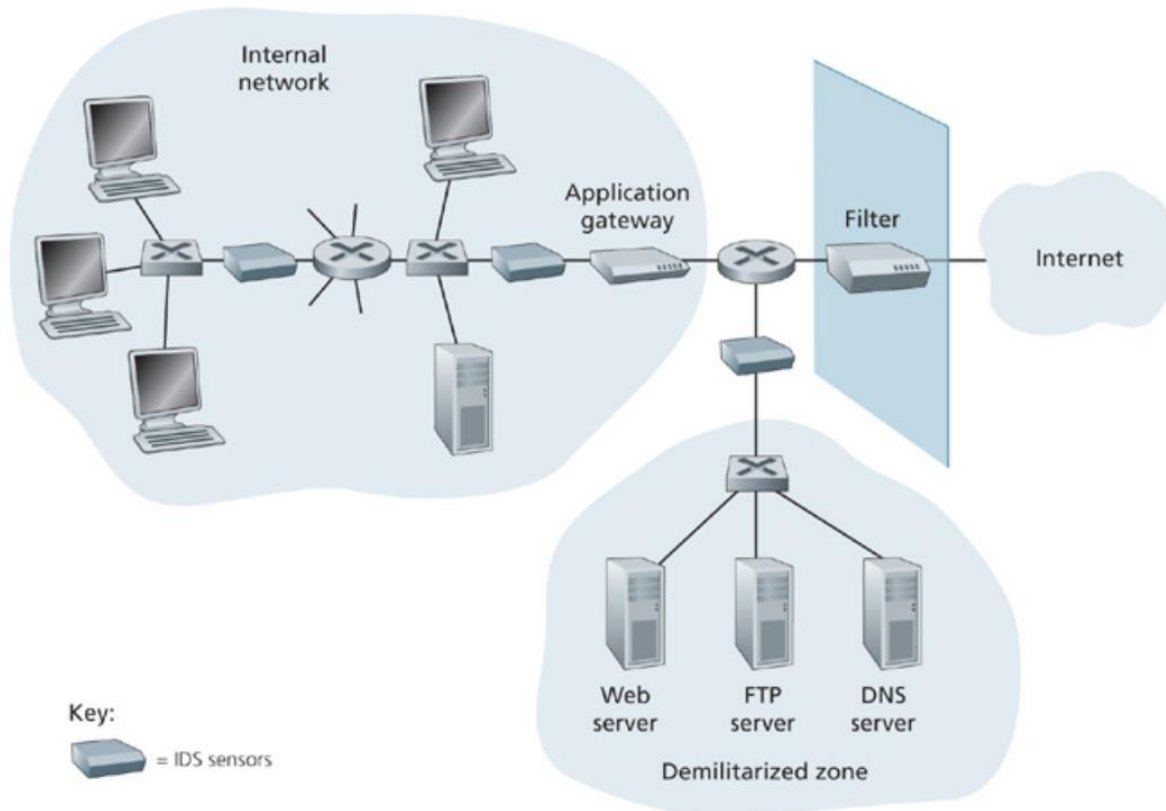 Internal
network
Application
gateway
Filter
Internet
Web
server
FTP
server
DNS
server
Key:
= IDS sensors
Demilitarized zone